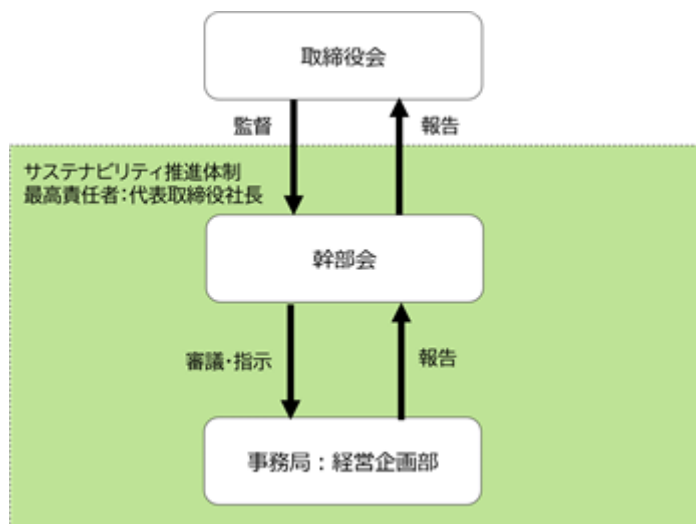 取締役会
監督
報告
サステナビリティ推進体制
最高責任者：代表取締役社長
幹部会
審議・指示
報告
事務局：経営企画部